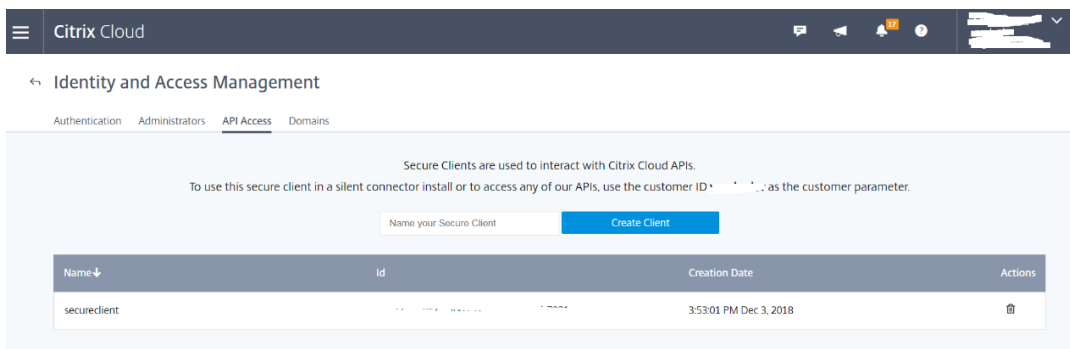 Citrix Cloud
17
?
Identity and Access Management
Authentication Administrators API Access Domains
Secure Clients are used to interact with Citrix Cloud APIs.
To use this secure client in a silent connector install or to access any of our APIs, use the customer ID as the customer parameter.
Name your Secure Client Create Client
Name Id Creation Date Actions
secureclient 3:53:01 PM Dec 3, 2018